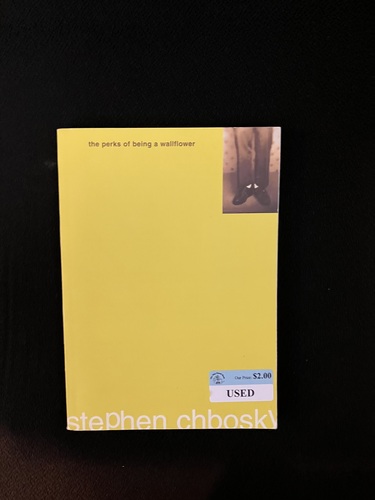 the perks of being a wallflower
Our Price $2.00
USED
stephen chbosky